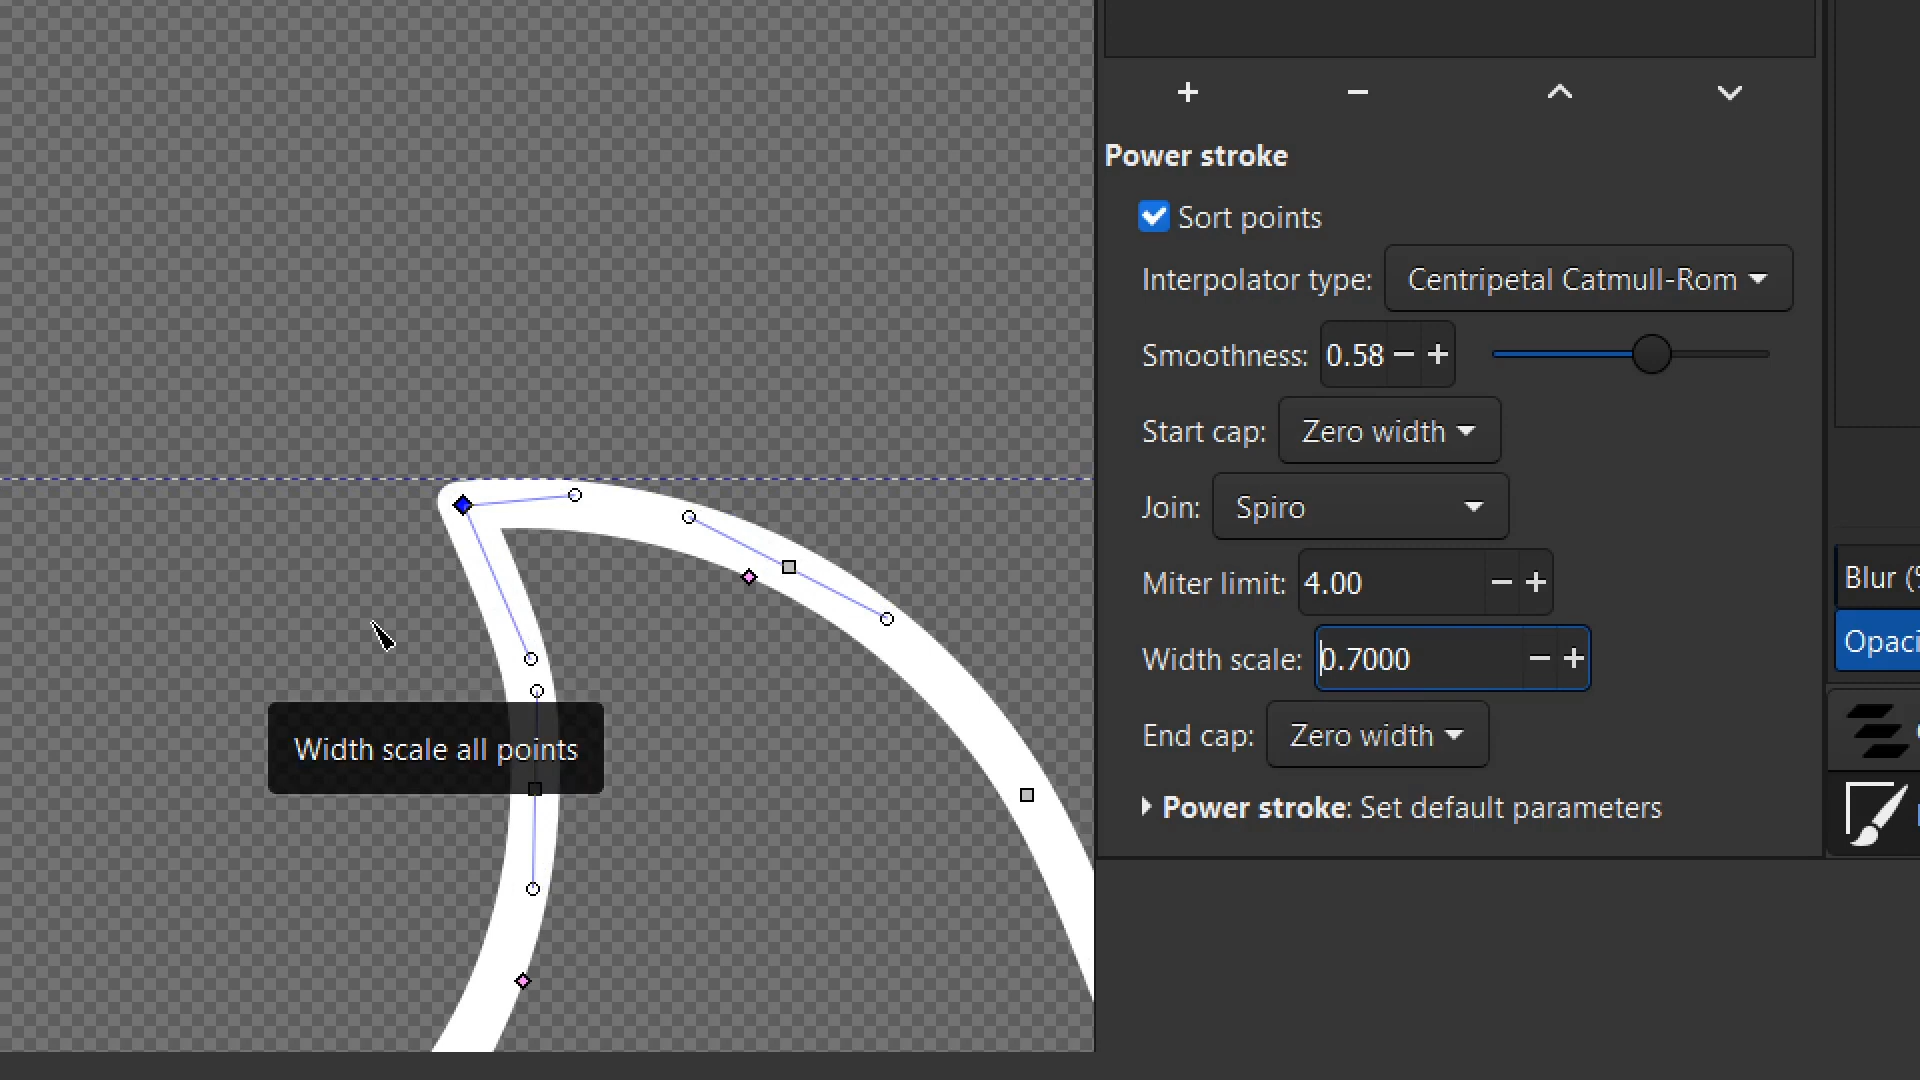 Power stroke
Sort points
Interpolator type: Centripetal Catmull-Rom
Smoothness: 0.58
Start cap: Zero width
Join: Spiro
Miter limit: 4.00
Width scale: 0.7000
End cap: Zero width
Power stroke: Set default parameters
Width scale all points
Blur (%
Opaci